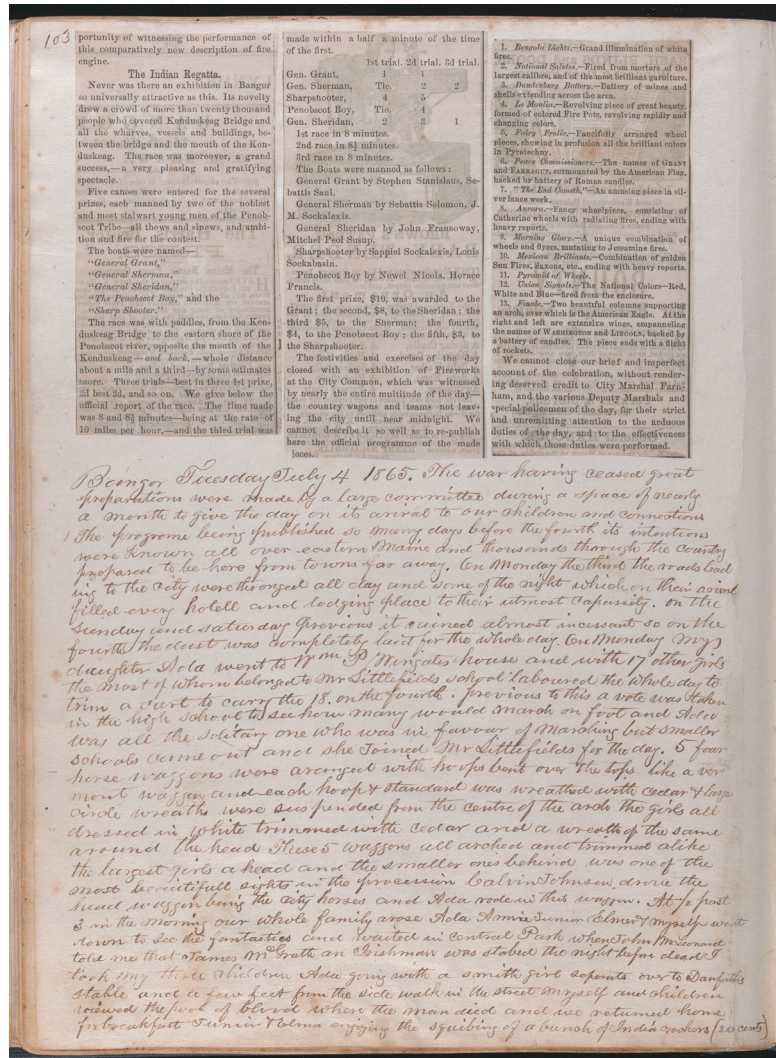 103
portunity of witnessing the performance of
this comparatively new description of fire
engine.
The Indian Regatta.
Never was there an exhibition in Bangor
so universally attractive as this. Its novelty
drew a crowd of more than twenty thousand
people who covered Kenduskeag Bridge and
all the wharves, vessels and buildings, be-
tween the bridge and the mouth of the Ken-
duskeag. The race was moreover, a grand
success,—a very pleasing and gratifying
spectacle.
Five canoes were entered for the several
prizes, each manned by two of the noblest
and most stalwart young men of the Penob-
scot Tribe—all thews and sinews, and ambi-
tion and fire for the contest.
The boats were named—
"General Grant,"
"General Sherman,"
"General Sheridan,"
"The Penobscot Boy," and the
"Sharp Shooter."
The race was with paddles, from the Ken-
duskeag Bridge to the eastern shore of the
Penobscot river, opposite the mouth of the
Kenduskeag—and back,—whole distance
about a mile and a third—by some estimates
more. Three trials—best in three 1st prize,
2d best 2d, and so on. We give below the
official report of the race. The time made
was 8 and 8½ minutes—being at the rate of
10 miles per hour,—and the third trial was
made within a half a minute of the time
of the first.
1st trial. 2d trial. 3d trial.
Gen. Grant, 1 1
Gen. Sherman, Tie. 2 2
Sharpshooter, 4 5
Penobscot Boy, Tie. 4
Gen. Sheridan, 2 3 1
1st race in 8 minutes.
2nd race in 8½ minutes.
3rd race in 8 minutes.
The Boats were manned as follows:
General Grant by Stephen Stanislaus, Se-
battis Saul.
General Sherman by Sebattis Solomon, J.
M. Sockalexis.
General Sheridan by John Fransoway,
Mitchel Peol Susup.
Sharpshooter by Sappiel Sockalexis, Louis
Sockabasin.
Penobscot Boy by Newel Nicola, Horace
Francis.
The first prize, $10, was awarded to the
Grant; the second, $8, to the Sheridan; the
third $5, to the Sherman; the fourth,
$4, to the Penobscot Boy; the fifth, $3, to
the Sharpshooter.
The festivities and exercises of the day
closed with an exhibition of Fireworks
at the City Common, which was witnessed
by nearly the entire multitude of the day—
the country wagons and teams not leav-
ing the city until near midnight. We
cannot describe it so well as to re-publish
here the official programme of the made
ieces.
1. Bengola Lights.—Grand illumination of white
fires.
2. National Salutes.—Fired from mortars of the
largest calibre, and of the most brilliant garniture.
3. Dundenberg Battery.—Battery of mines and
shells extending across the area.
4. Le Moulin.—Revolving piece of great beauty,
formed of colored Fire Pots, revolving rapidly and
changing colors.
5. Fairy Frolic.—Fancifully arranged wheel
pieces, showing in profusion all the brilliant colors
in Pyrotechny.
6. Peace Commissioners.—The names of GRANT
and FARRAGUT, surmounted by the American Flag,
backed by battery of Roman candles.
7. "The End Cometh."—An amusing piece in sil-
ver lance work.
8. Aurora.—Fancy wheelpiece, consisting of
Catherine wheels with radiating fires, ending with
heavy reports.
9. Morning Glory.—A unique combination of
wheels and flyers, mutating to Jessamine fires.
10. Mexican Brilliants.—Combination of golden
Sun Fires, Saxons, etc., ending with heavy reports.
11. Pyramid of Wheels.
12. Union Signals.—The National Colors—Red,
White and Blue—fired from the enclosure.
13. Finale.—Two beautiful columns supporting
an arch, over which is the American Eagle. At the
right and left are extensive wings, empanneling
the names of WASHINGTON and LINCOLN, backed by
a battery of candles. The piece ends with a flight
of rockets.
We cannot close our brief and imperfect
account of the celebration, without render-
ing deserved credit to City Marshal Farn-
ham, and the various Deputy Marshals and
special policemen of the day, for their strict
and unremitting attention to the arduous
duties of the day, and to the effectiveness
with which those duties were performed.
Bangor Tuesday July 4 1865. The war having ceased great
preparations were made by a large committee during a space of nearly
a month to give the day on its arival to our children and connections
The programe being published so many days before the fourth its intentions
were known all over eastern Maine and thousands through the country
prepared to be here from towns far away. On Monday the third the roads lead
ing to the City were thronged all day and some of the night which on their arival
filled every hotell and lodging place to their utmost capassity. on the
Sunday and saturday previous it rained almost incessant so on the
fourth the dust was completely laid for the whole day. On Monday my
daughter Ada went to Wm P Wingates house and with 17 other girls
the most of whom belonged to Mr Littlefields school laboured the whole day to
trim a cart to carry the 18. on the fourth. previous to this a vote was taken
in the high school to see how many would march on foot and Ada
was all the solitary one who was in favour of Marching but smaller
schools came out and she Joined Mr Littlefields for the day. 5 four
horse waggons were aranged with hoops bent over the tops like a ver
mont waggon and each hoop & standard was wreathed with cedar & large
circle wreaths were suspended from the centre of the arch the girls all
dressed in white trimmed with cedar and a wreath of the same
around the head These 5 waggons all arched and trimmed alike
the largest girls a head and the smaller ones behind was one of the
most beautifull sights in the procession Calvin Johnson drove the
head waggon being the city horses and Ada rode in this waggon. At ½ past
3 in the morning our whole family arose Ada Annie Junior Elmer & myself went
down to see the fantastics and waited in Central Park when John McLeonard
told me that James McGrath an Irishman was stabed the night before dead I
took my three children Ada going with a smith girl seperate over to
stable and a few feet from the side walk in the street myself and children
viewed the pool of blood where the man died and we returned home
for breakfast Junior & Elmer enjoying the squibing of a bunch of India crackers (20 cents)